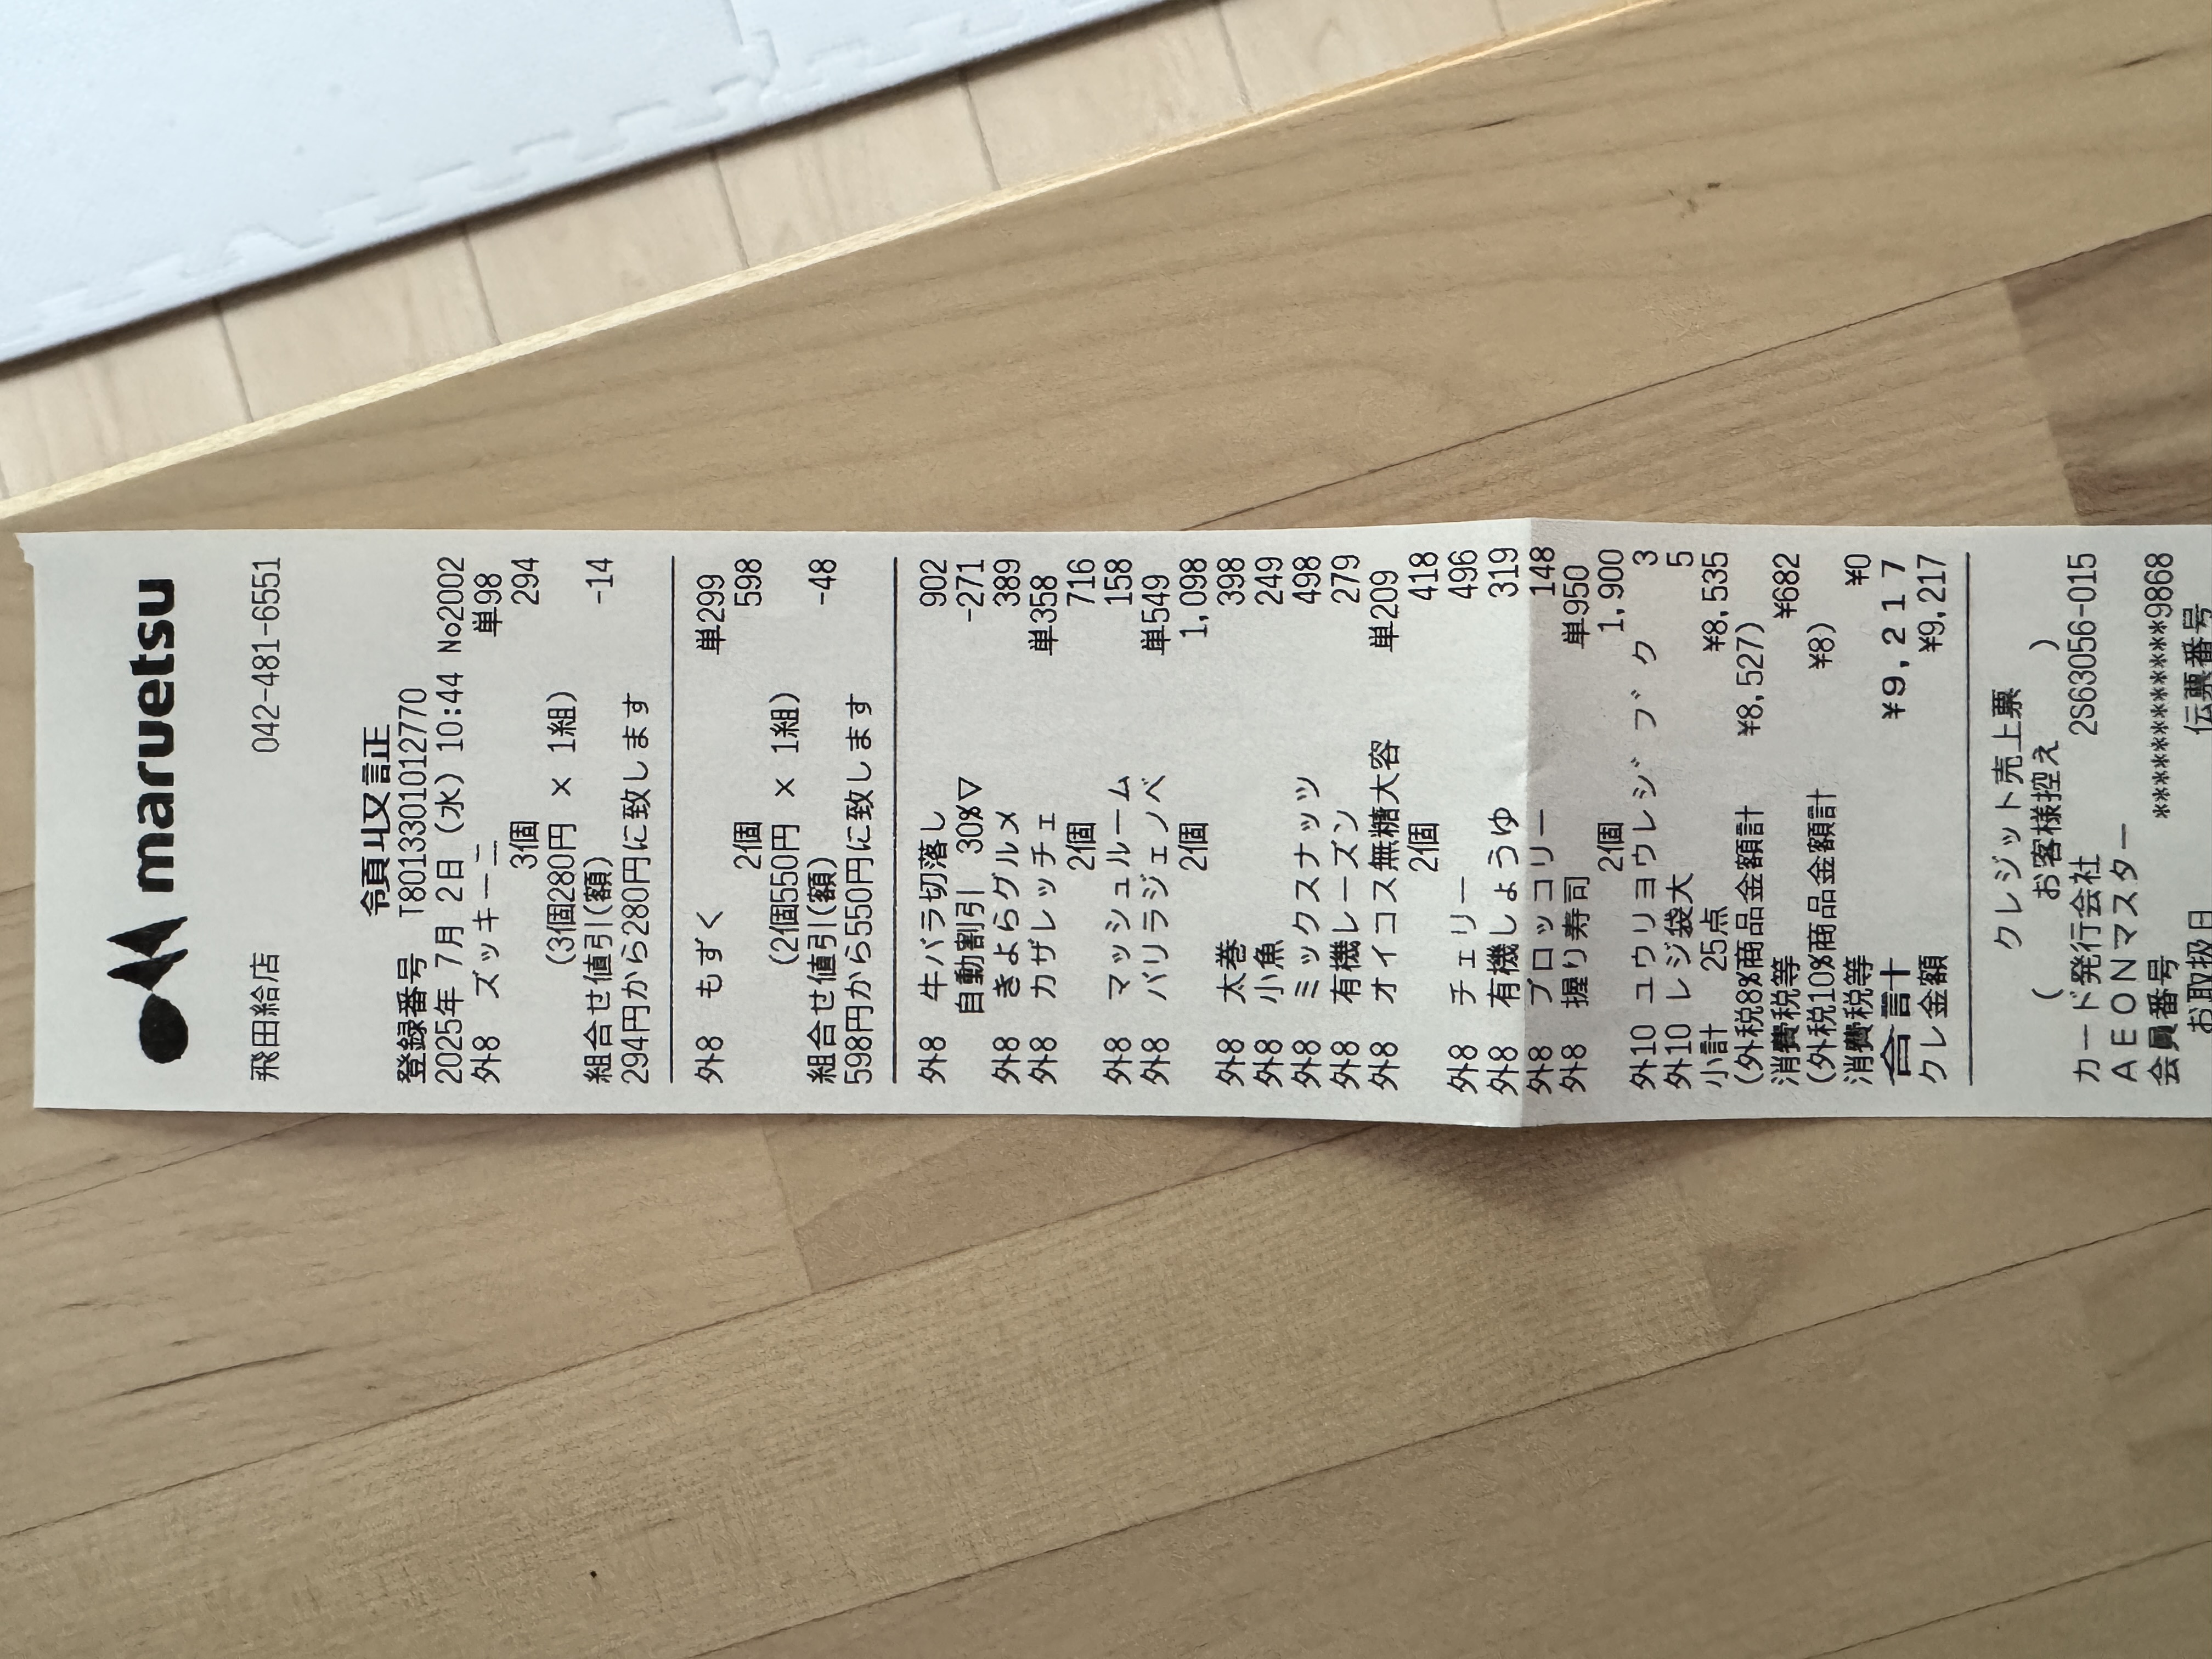 maruetsu
飛田給店 042-481-6551
領収証
登録番号 T8013301012770
2025年 7月 2日 (水) 10:44 No2002
外8 ズッキーニ 単98
3個 294
(3個280円 × 1組)
組合せ値引(額) -14
294円から280円に致します
外8 もずく 単299
2個 598
(2個550円 × 1組)
組合せ値引(額) -48
598円から550円に致します
外8 牛バラ切落し 902
自動割引 30%▽ -271
外8 きよらグルメ 389
外8 カザレッチェ 単358
2個 716
外8 マッシュルーム 158
外8 バリラジェノベ 単549
2個 1,098
外8 太巻 398
外8 小魚 249
外8 ミックスナッツ 498
外8 有機レーズン 279
外8 オイコス無糖大容 単209
2個 418
外8 チェリー 496
外8 有機しょうゆ 319
外8 ブロッコリー 148
外8 握り寿司 単950
2個 1,900
外10 ユウリヨウレシ゛フ゛ク 3
外10 レジ袋大 5
小計 25点 ¥8,535
(外税8%商品金額計 ¥8,527)
消費税等 ¥682
(外税10%商品金額計 ¥8)
消費税等 ¥0
合計 ¥9,217
クレ金額 ¥9,217
クレジット売上票
( お客様控え )
カード発行会社 2S63056-015
AEONマスター
会員番号 ************9868
お取扱日 伝票番号